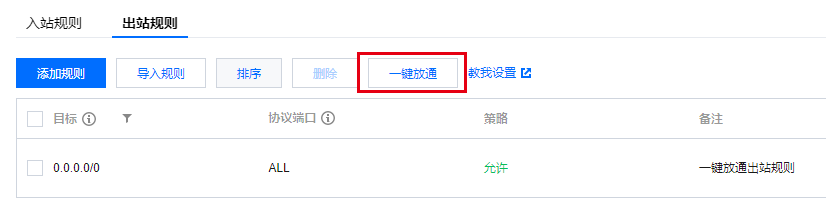 入站规则 出站规则
添加规则 导入规则 排序 删除 一键放通 教我设置
目标 协议端口 策略 备注
0.0.0.0/0 ALL 允许 一键放通出站规则